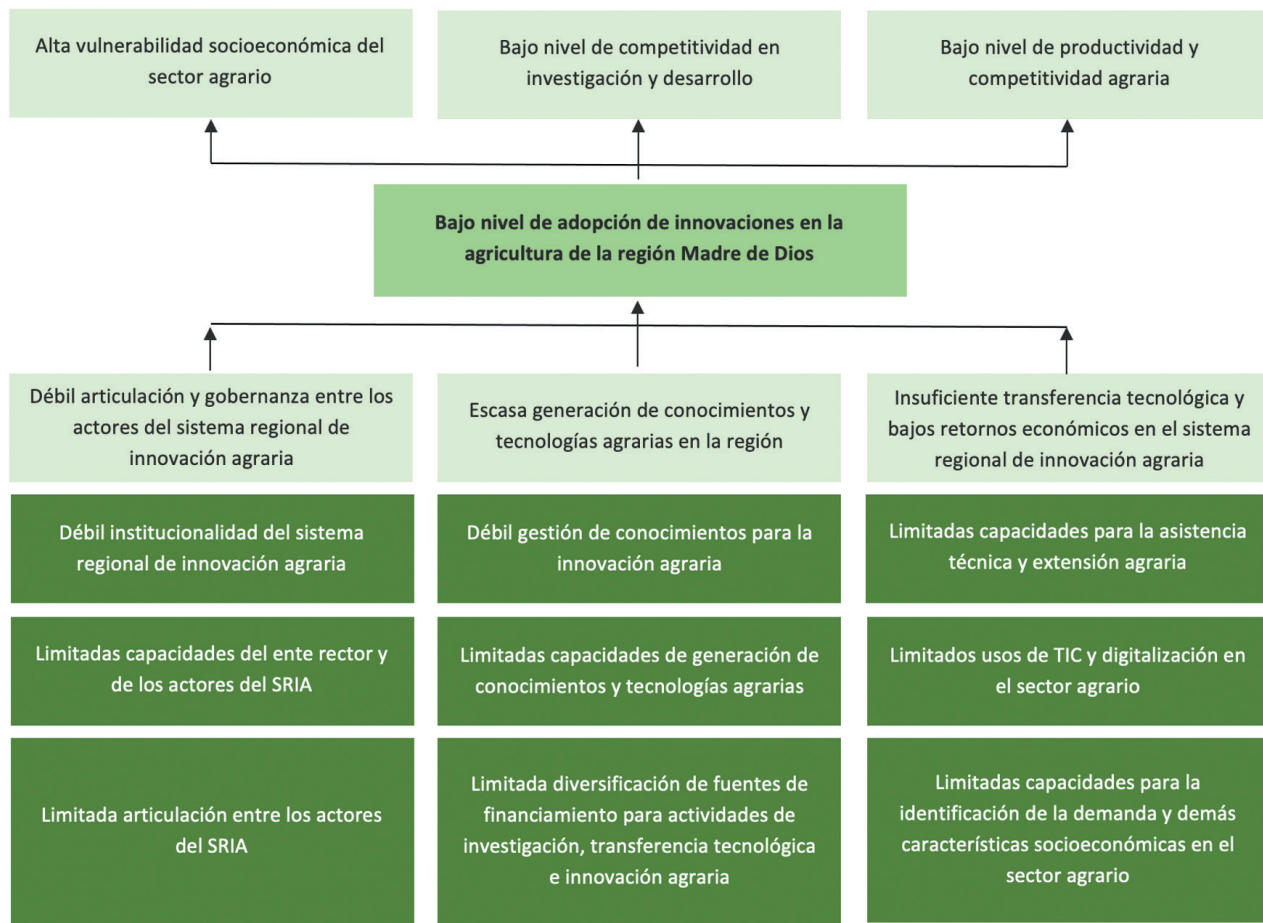 Alta vulnerabilidad socioeconómica del
sector agrario
Bajo nivel de competitividad en
investigación y desarrollo
Bajo nivel de productividad y
competitividad agraria
Bajo nivel de adopción de innovaciones en la
agricultura de la región Madre de Dios
Débil articulación y gobernanza entre los
actores del sistema regional de
innovación agraria
Escasa generación de conocimientos y
tecnologías agrarias en la región
Insuficiente transferencia tecnológica y
bajos retornos económicos en el sistema
regional de innovación agraria
Débil institucionalidad del sistema
regional de innovación agraria
Débil gestión de conocimientos para la
innovación agraria
Limitadas capacidades para la asistencia
técnica y extensión agraria
Limitadas capacidades del ente rector y
de los actores del SRIA
Limitadas capacidades de generación de
conocimientos y tecnologías agrarias
Limitados usos de TIC y digitalización en
el sector agrario
Limitada articulación entre los actores
del SRIA
Limitada diversificación de fuentes de
financiamiento para actividades de
investigación, transferencia tecnológica
e innovación agraria
Limitadas capacidades para la
identificación de la demanda y demás
características socioeconómicas en el
sector agrario